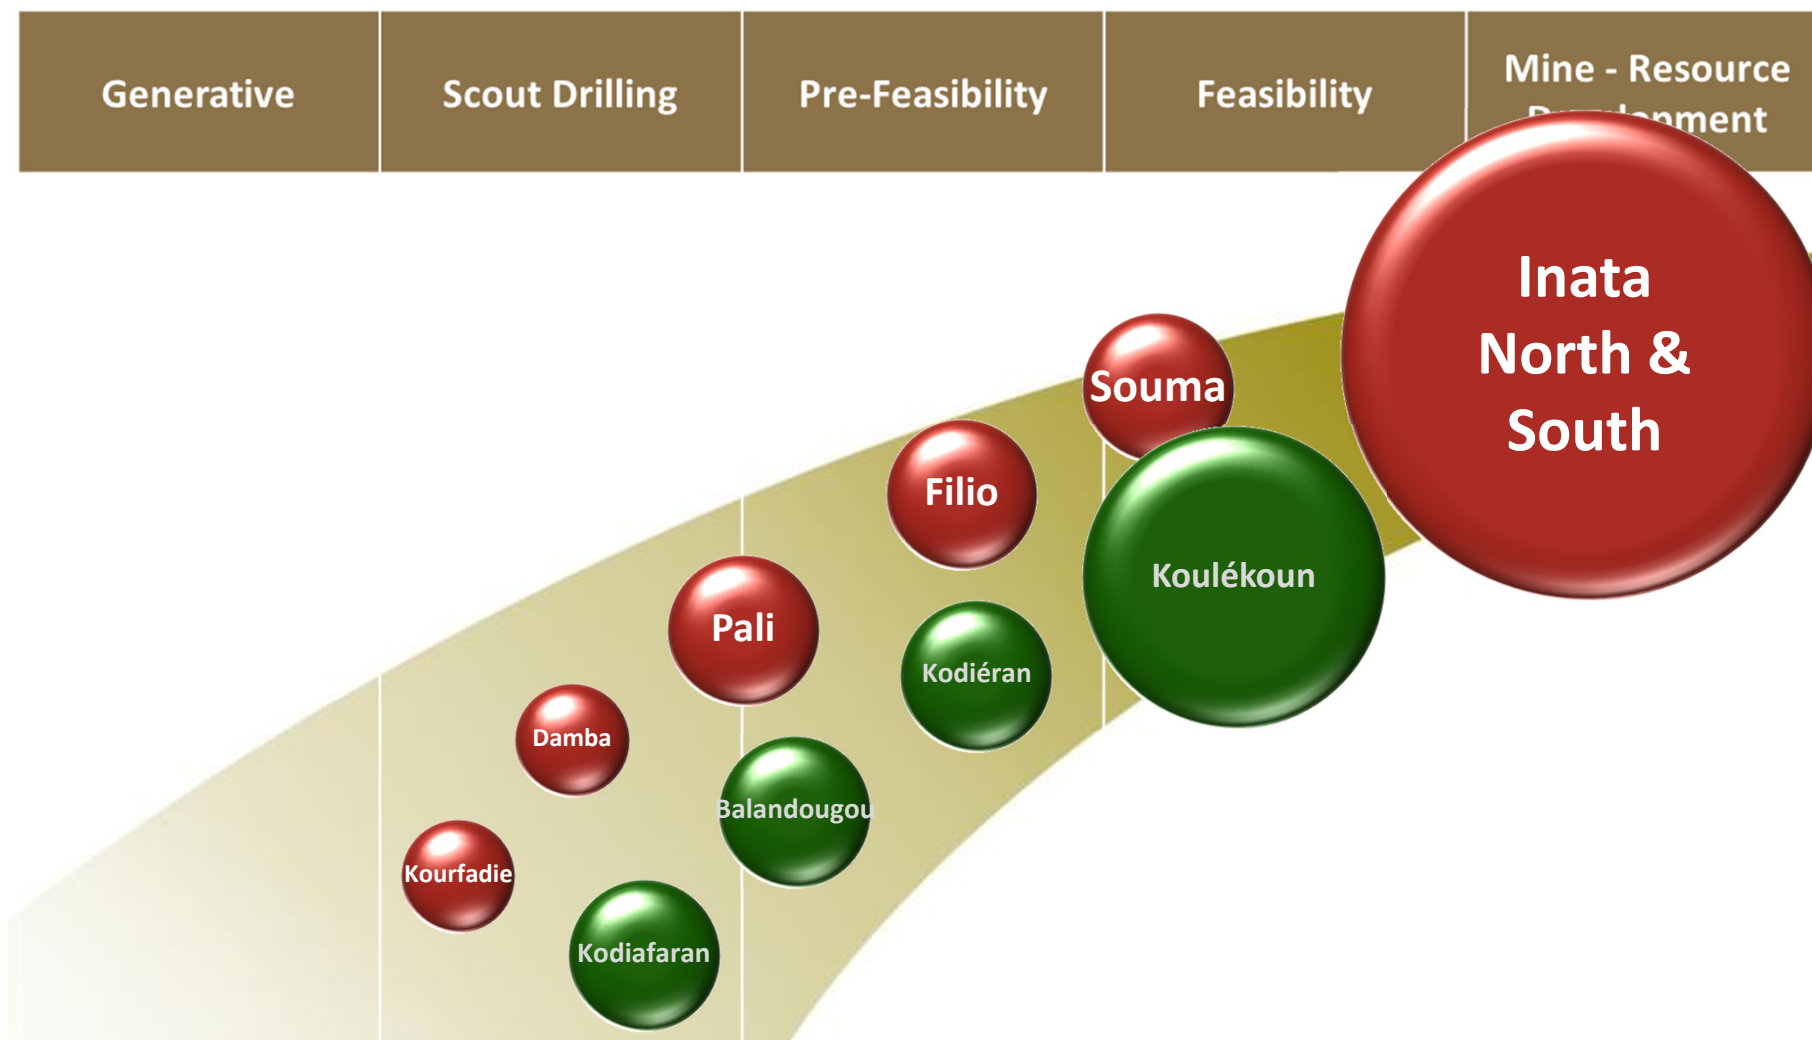 Generative
Scout Drilling
Pre-Feasibility
Feasibility
Mine - Resource
Development
Inata
North &
South
Souma
Filio
Koulékoun
Pali
Kodiéran
Damba
Balandougou
Kourfadie
Kodiafaran